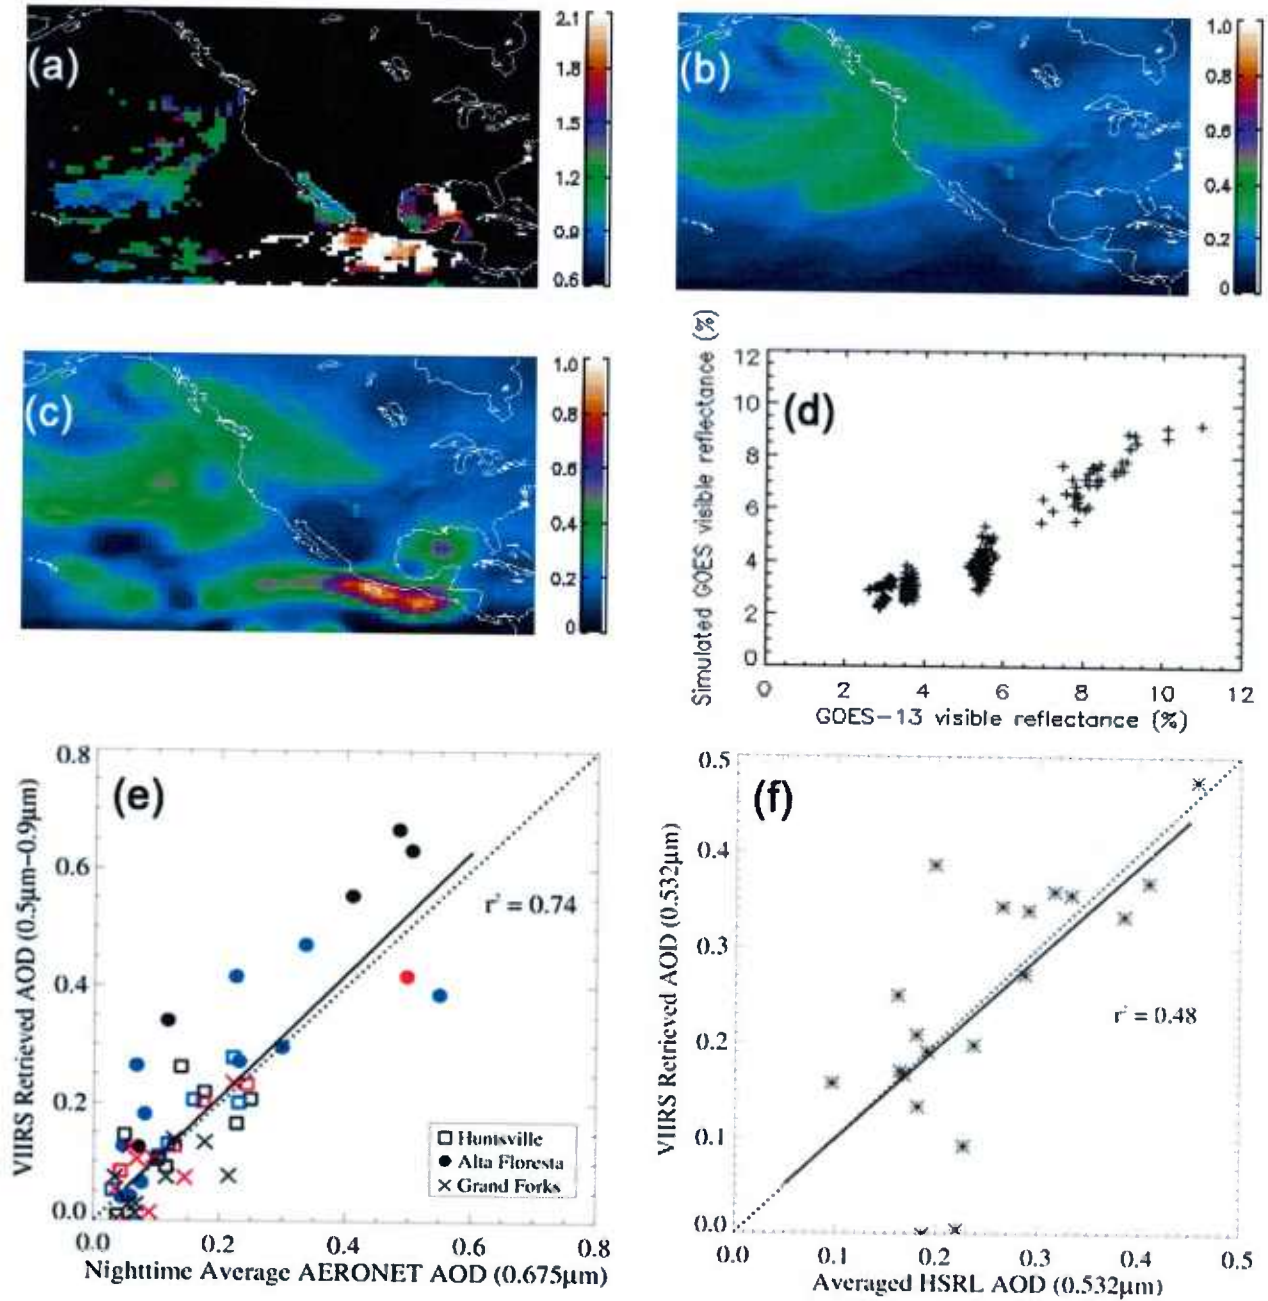 (a)
2.1
1.8
1.5
1.2
0.9
0.6
(b)
1.0
0.8
0.6
0.4
0.2
0
(c)
1.0
0.8
0.6
0.4
0.2
0
(d)
Simulated GOES visible reflectance (%)
12
10
8
6
4
2
0
0 2 4 6 8 10 12
GOES-13 visible reflectance (%)
(e)
VIIRS Retrieved AOD (0.5µm-0.9µm)
0.8
0.6
0.4
0.2
0.0
r² = 0.74
Huntsville
Alta Floresta
Grand Forks
0.0 0.2 0.4 0.6 0.8
Nighttime Average AERONET AOD (0.675µm)
(f)
VIIRS Retrieved AOD (0.532µm)
0.5
0.4
0.3
0.2
0.1
0.0
r² = 0.48
0.0 0.1 0.2 0.3 0.4 0.5
Averaged HSRL AOD (0.532µm)